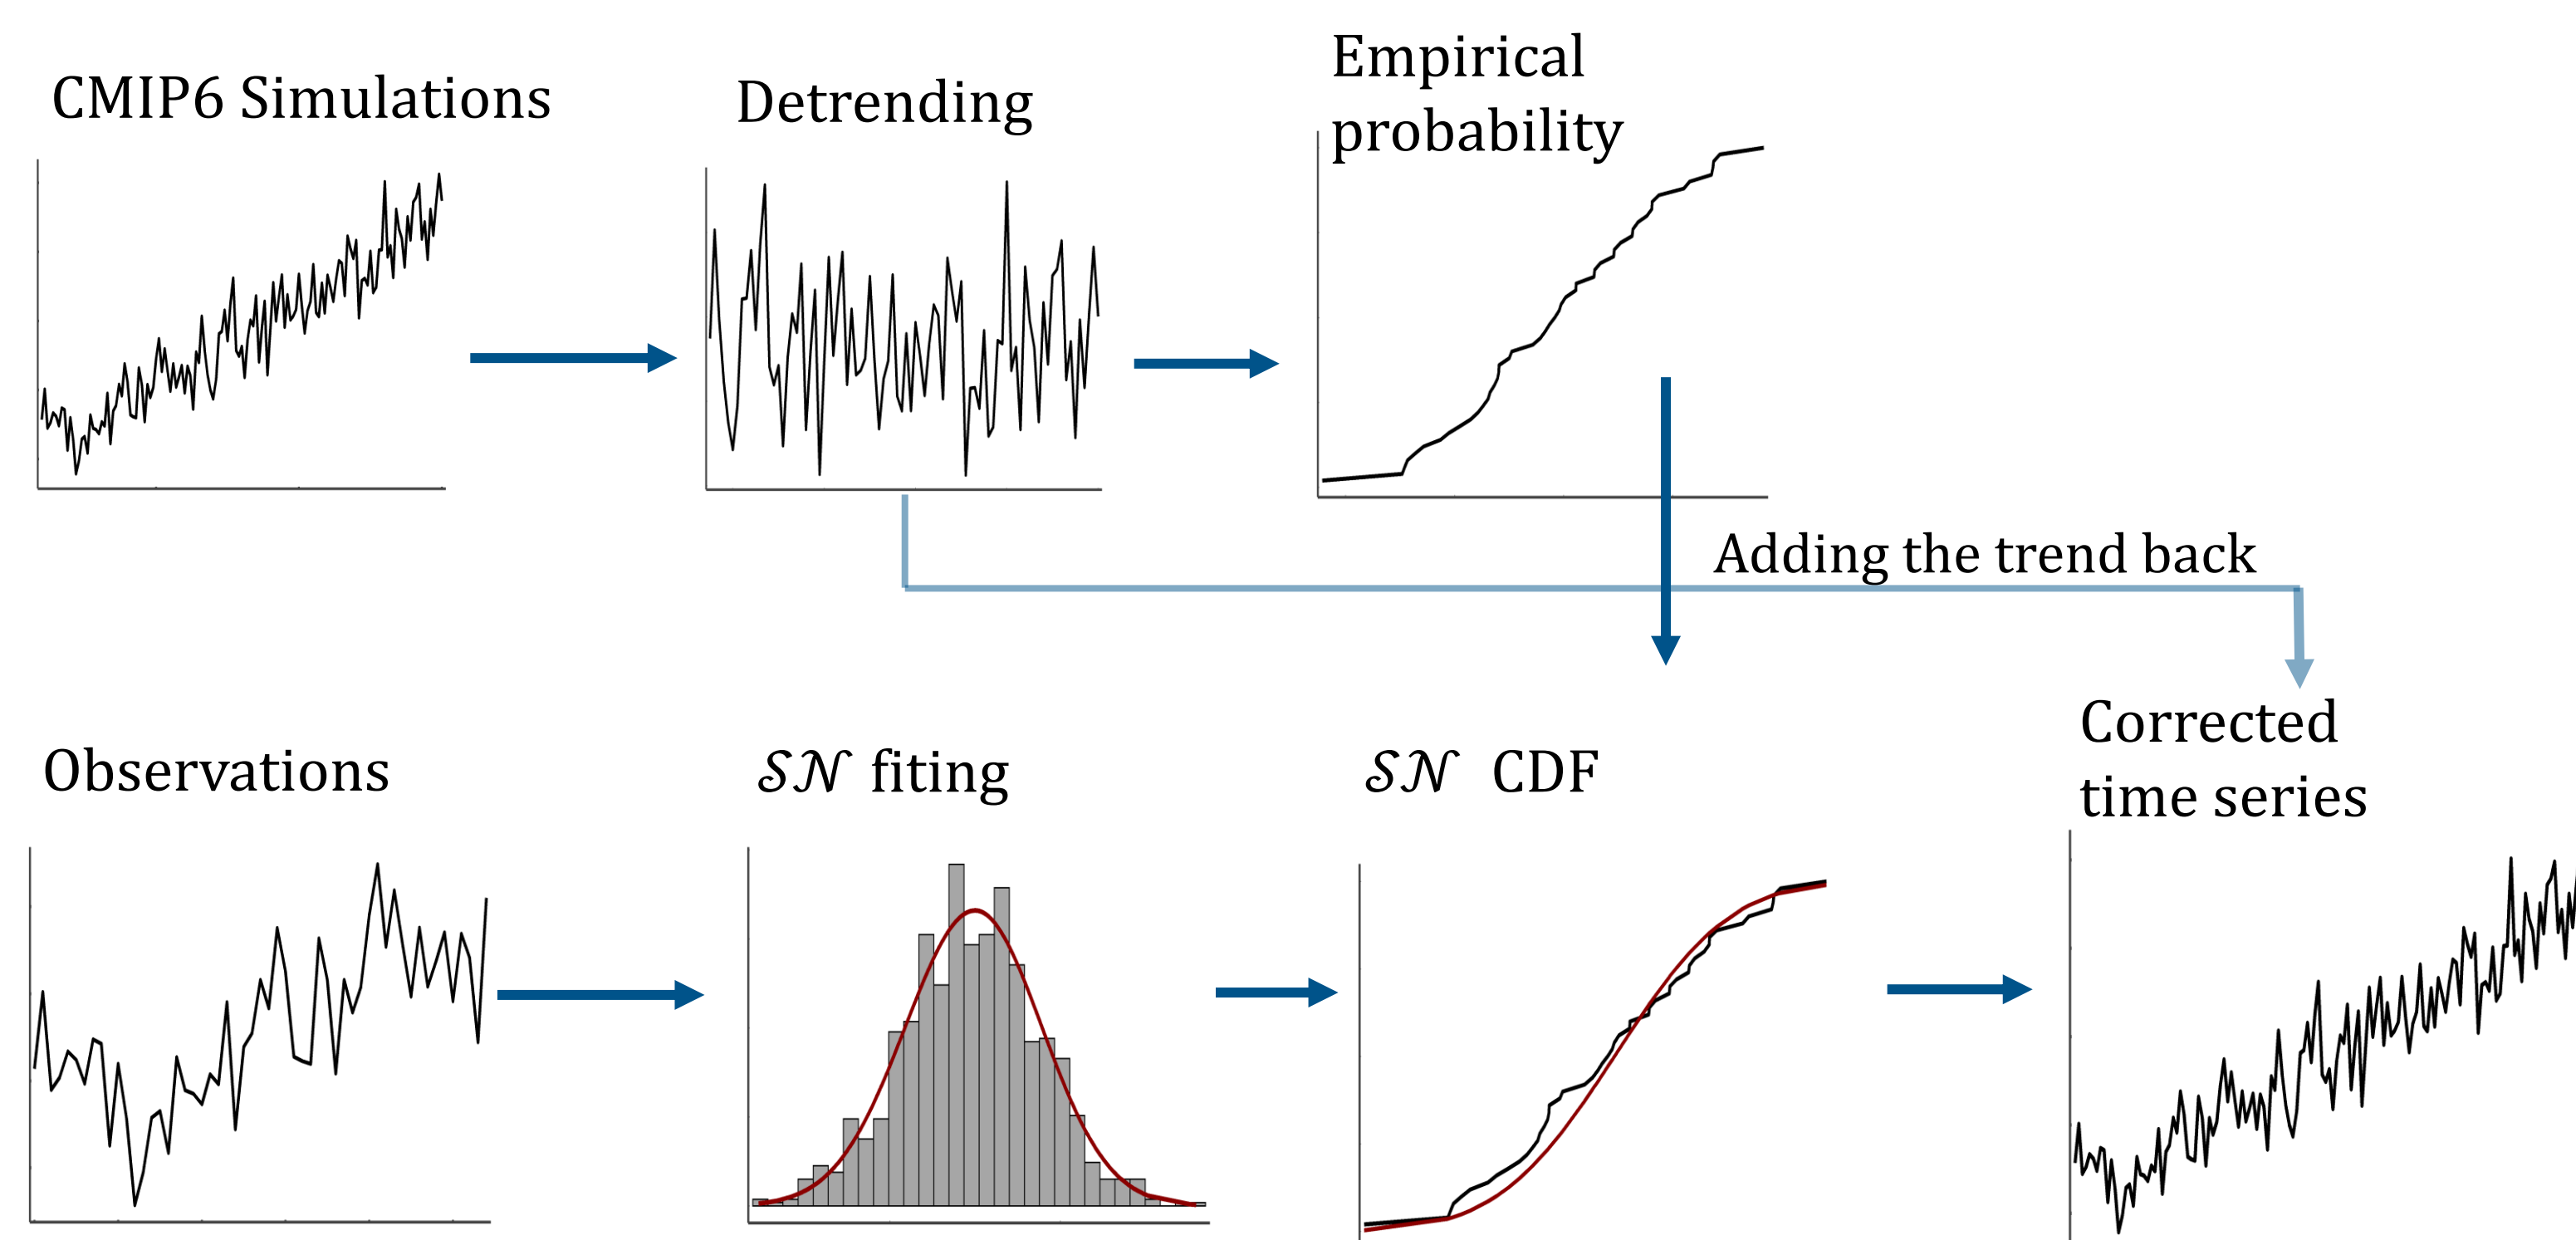 CMIP6 Simulations
Detrending
Empirical
probability
Adding the trend back
Observations
𝒮𝒩 fiting
𝒮𝒩 CDF
Corrected
time series